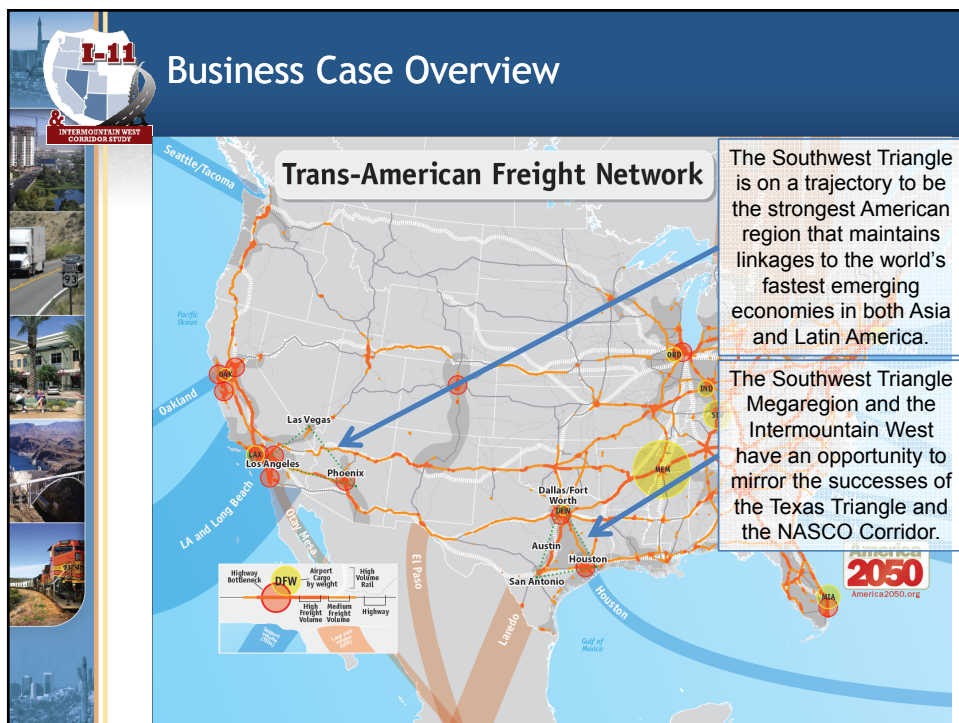 I-11
&
INTERMOUNTAIN WEST
CORRIDOR STUDY
Business Case Overview
93
Trans-American Freight Network
Seattle/Tacoma
Pacific
Ocean
Oakland
OAK
LA and Long Beach
Las Vegas
LAX
Los Angeles
Phoenix
Otay Mesa
El Paso
Laredo
Dallas/Fort
Worth
DFW
Austin
Houston
San Antonio
Houston
Gulf of
Mexico
ORD
IND
MEM
MIA
The Southwest Triangle
is on a trajectory to be
the strongest American
region that maintains
linkages to the world's
fastest emerging
economies in both Asia
and Latin America.
The Southwest Triangle
Megaregion and the
Intermountain West
have an opportunity to
mirror the successes of
the Texas Triangle and
the NASCO Corridor.
America
2050
America2050.org
Highway
Bottleneck
DFW
Airport
Cargo
by weight
High
Volume
Rail
High
Freight
Volume
Medium
Freight
Volume
Highway